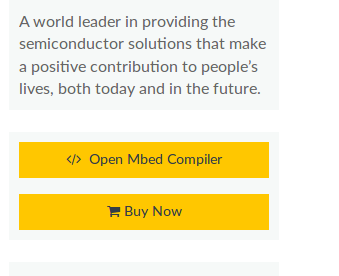 A world leader in providing the
semiconductor solutions that make
a positive contribution to people’s
lives, both today and in the future.
</> Open Mbed Compiler
Buy Now